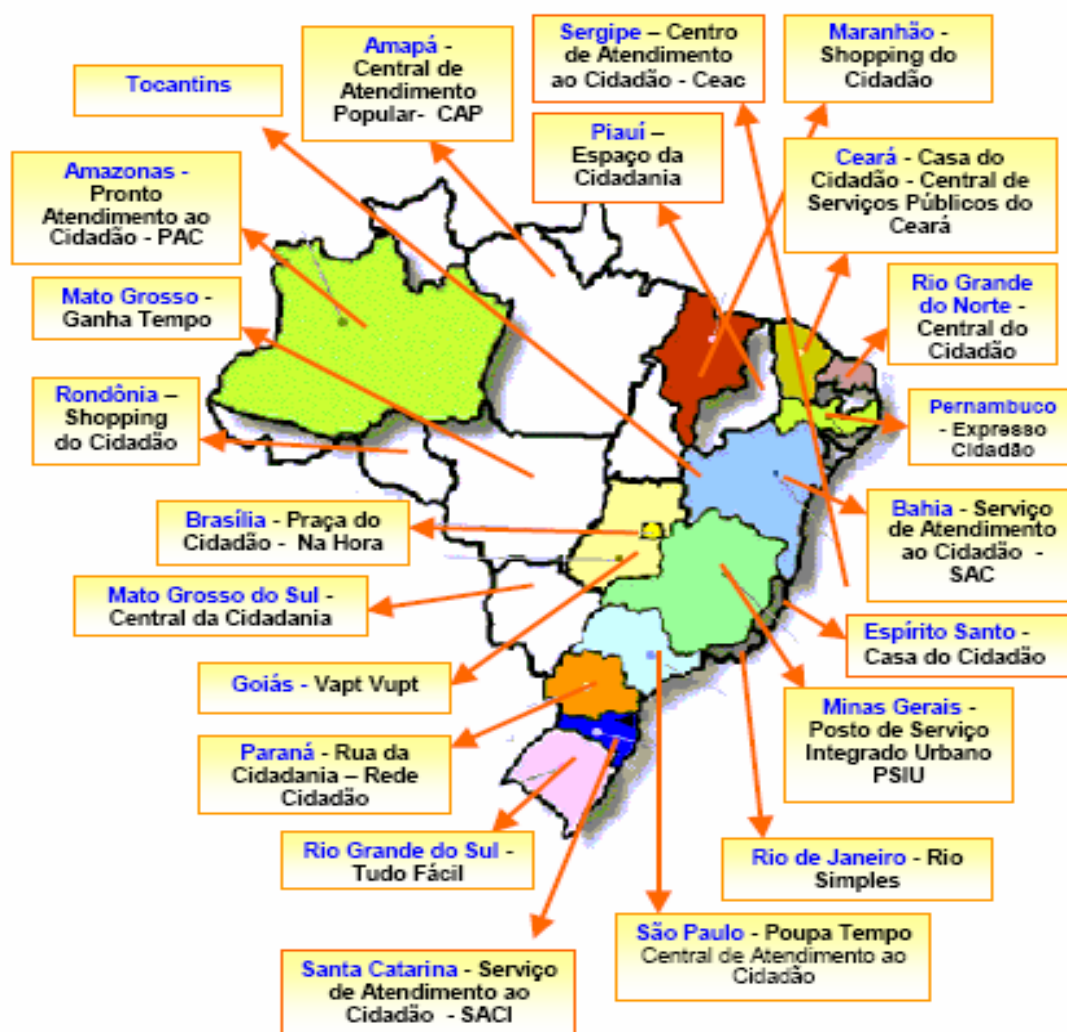 Tocantins
Amapá -
Central de
Atendimento
Popular- CAP
Sergipe – Centro
de Atendimento
ao Cidadão - Ceac
Maranhão -
Shopping do
Cidadão
Piauí –
Espaço da
Cidadania
Ceará - Casa do
Cidadão - Central de
Serviços Públicos do
Ceará
Amazonas -
Pronto
Atendimento ao
Cidadão - PAC
Mato Grosso -
Ganha Tempo
Rio Grande
do Norte -
Central do
Cidadão
Rondônia –
Shopping
do Cidadão
Pernambuco
- Expresso
Cidadão
Brasília - Praça do
Cidadão - Na Hora
Bahia - Serviço
de Atendimento
ao Cidadão -
SAC
Mato Grosso do Sul -
Central da Cidadania
Espírito Santo -
Casa do Cidadão
Goiás - Vapt Vupt
Minas Gerais -
Posto de Serviço
Integrado Urbano
PSIU
Paraná - Rua da
Cidadania – Rede
Cidadão
Rio Grande do Sul -
Tudo Fácil
Rio de Janeiro - Rio
Simples
São Paulo - Poupa Tempo
Central de Atendimento ao
Cidadão
Santa Catarina - Serviço
de Atendimento ao
Cidadão - SACI